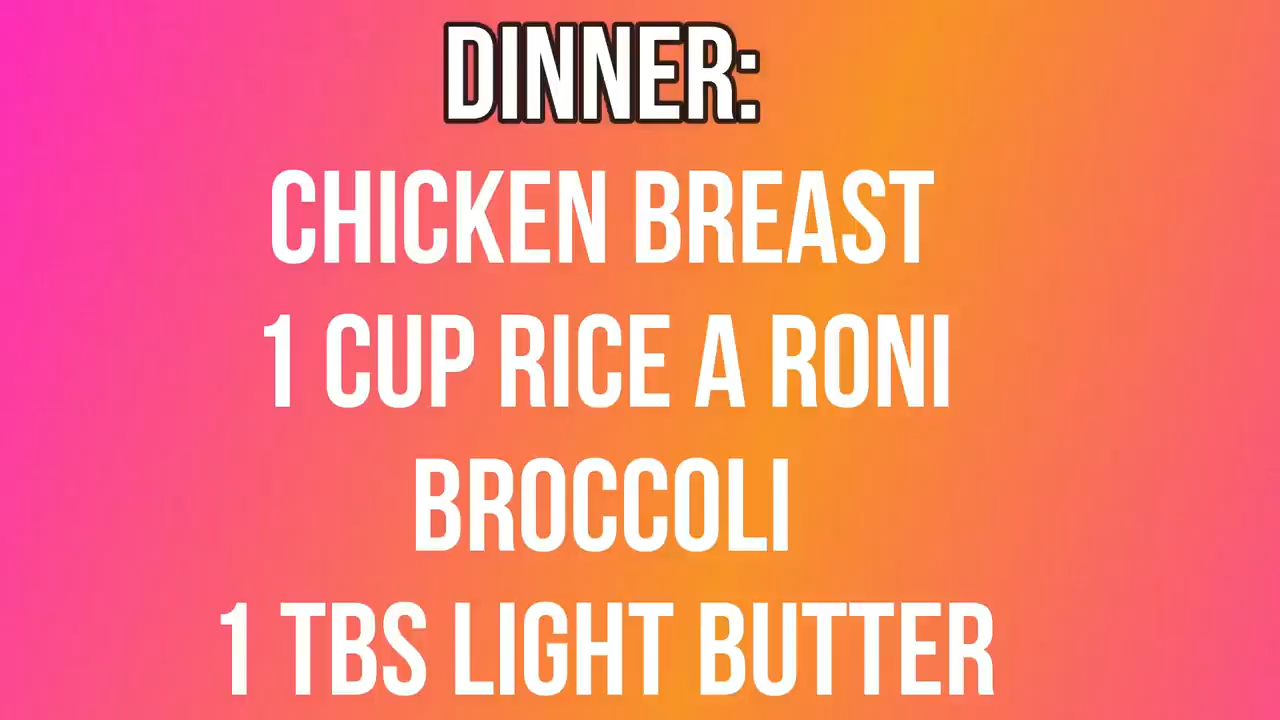 DINNER:
CHICKEN BREAST
1 CUP RICE A RONI
BROCCOLI
1 TBS LIGHT BUTTER